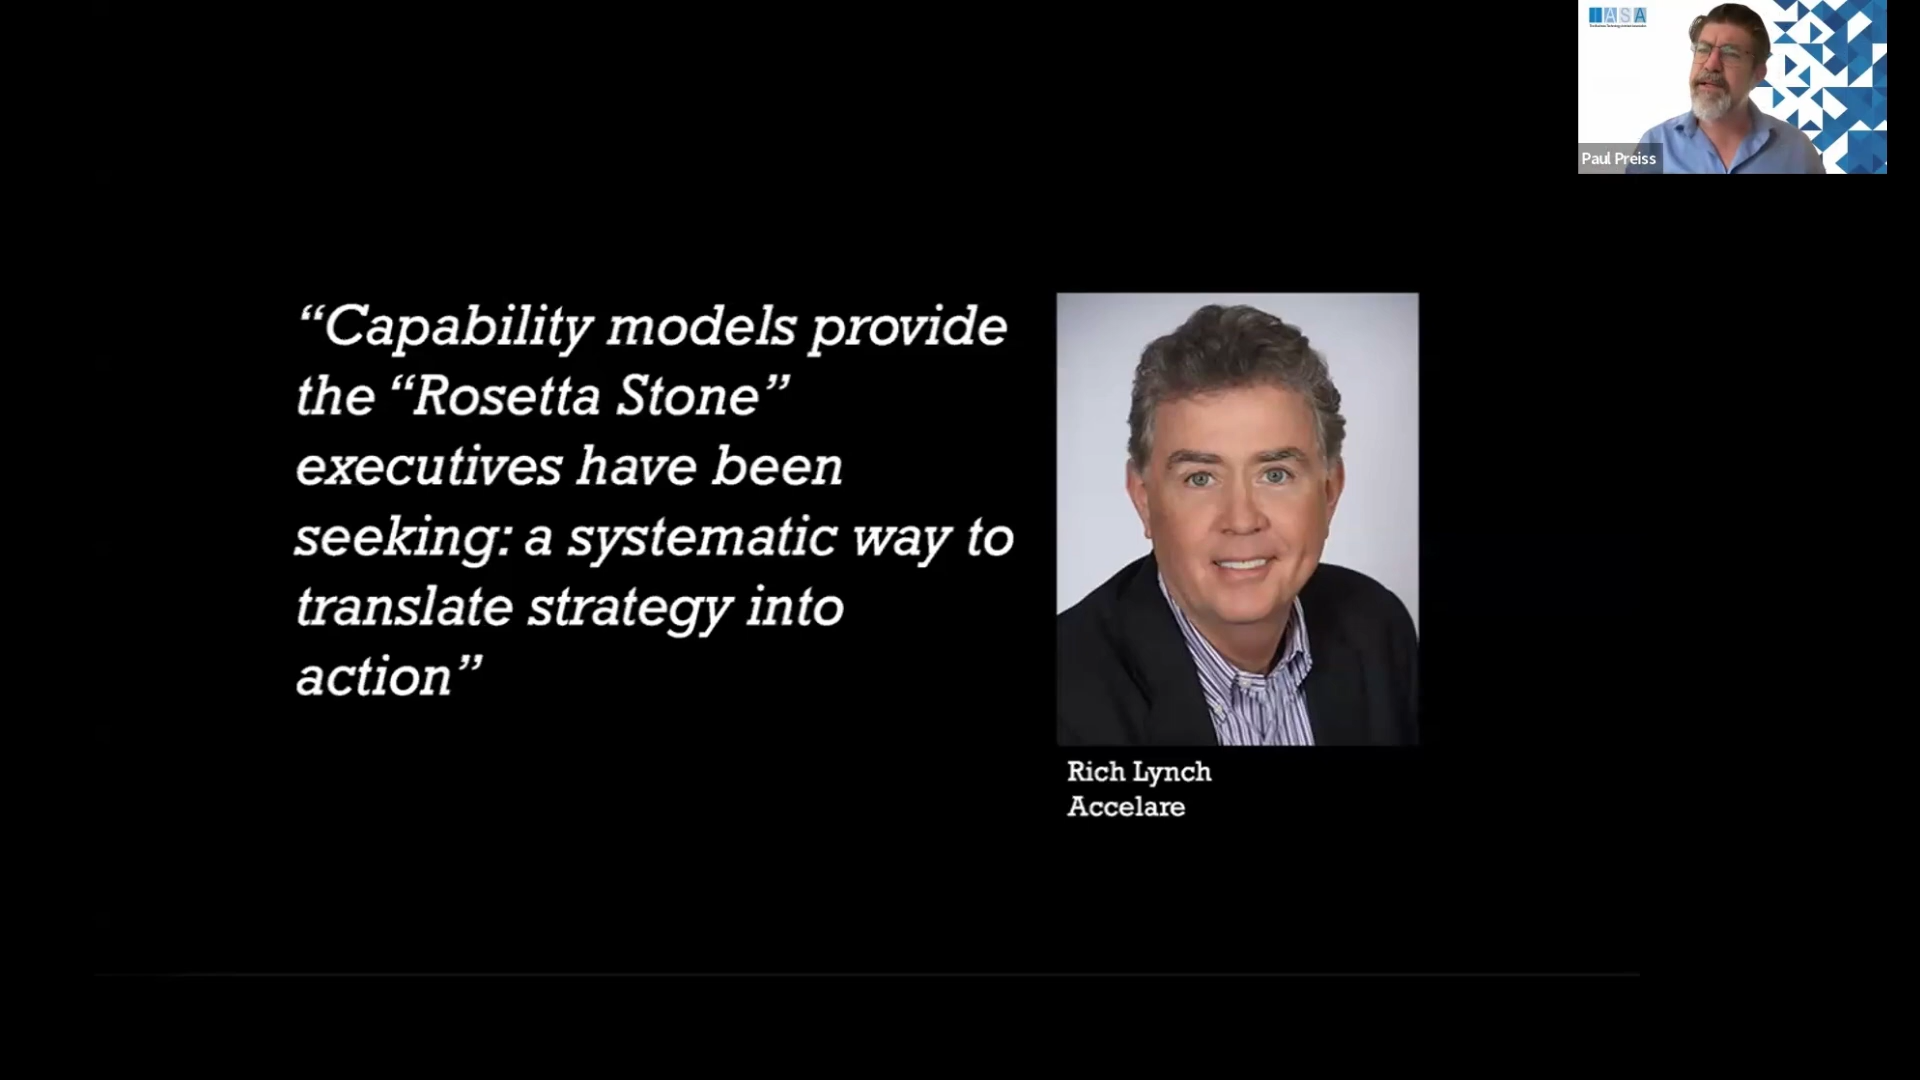 IASA
Paul Preiss
“Capability models provide
the “Rosetta Stone”
executives have been
seeking: a systematic way to
translate strategy into
action”
Rich Lynch
Accelare